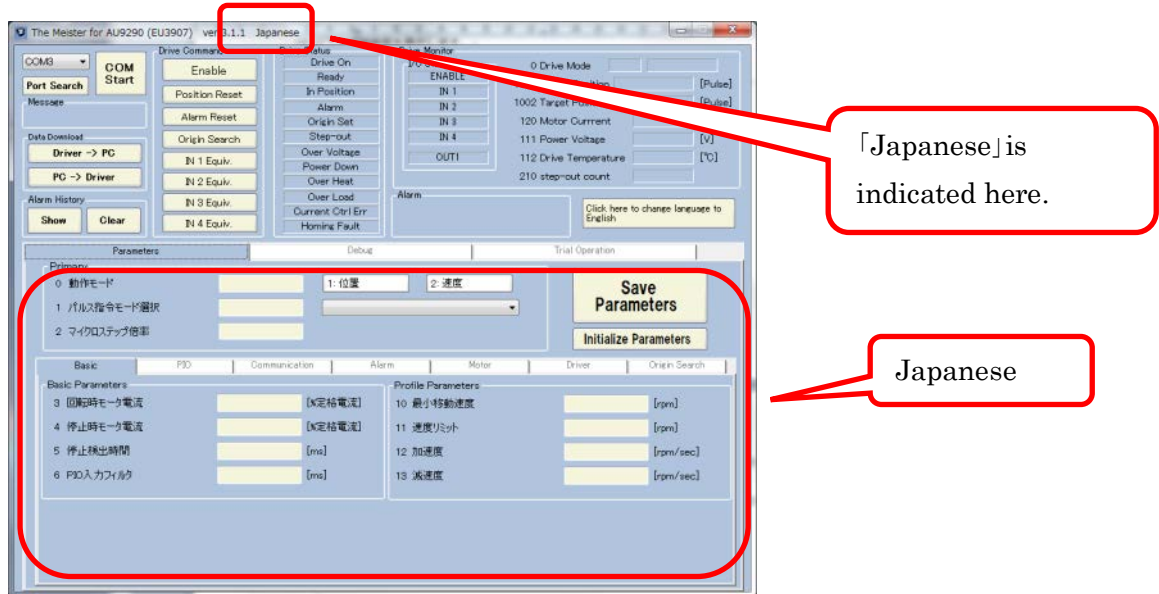 The Meister for AU9290 (EU3907) ver 3.1.1 Japanese
COM3
COM Start
Port Search
Message
Data Download
Driver -> PC
PC -> Driver
Alarm History
Show
Clear
Drive Command
Enable
Position Reset
Alarm Reset
Origin Search
IN 1 Equiv.
IN 2 Equiv.
IN 3 Equiv.
IN 4 Equiv.
Drive Status
Drive On
Ready
In Position
Alarm
Origin Set
Step-out
Over Voltage
Power Down
Over Heat
Over Load
Current Ctrl Err
Homing Fault
Drive Monitor
ENABLE
IN 1
IN 2
IN 3
IN 4
OUT1
0 Drive Mode
[Pulse]
1002 Target
[Pulse]
120 Motor Currrent
111 Power Voltage
[V]
112 Drive Temperature
[℃]
210 step-out count
Alarm
Click here to change language to
English
Parameters
Debug
Trial Operation
Primary
0 動作モード
1: 位置
2: 速度
1 パルス指令モード選択
2 マイクロステップ倍率
Save
Parameters
Initialize Parameters
Basic
PIO
Communication
Alarm
Motor
Driver
Origin Search
Basic Parameters
3 回転時モータ電流
[%定格電流]
4 停止時モータ電流
[%定格電流]
5 停止検出時間
[ms]
6 PIO入力フィルタ
[ms]
Profile Parameters
10 最小移動速度
[rpm]
11 速度リミット
[rpm]
12 加速度
[rpm/sec]
13 減速度
[rpm/sec]
「Japanese」is
indicated here.
Japanese